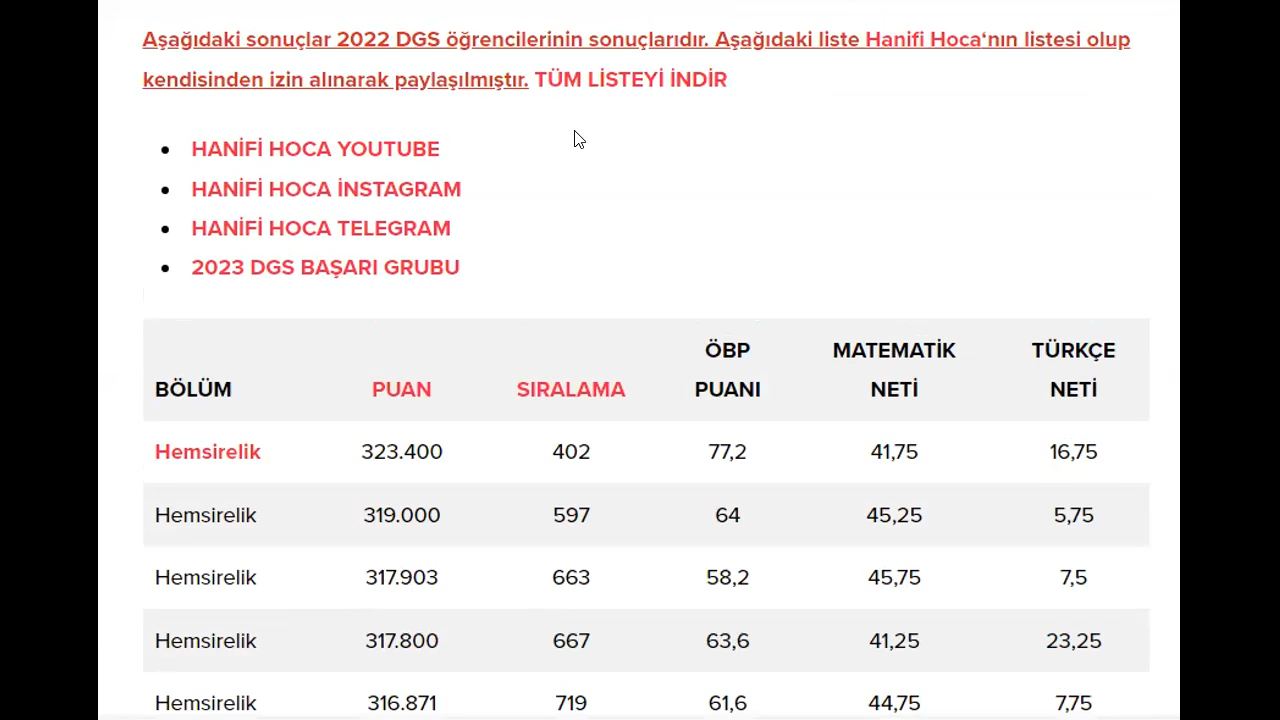 Aşağıdaki sonuçlar 2022 DGS öğrencilerinin sonuçlarıdır. Aşağıdaki liste Hanifi Hoca‘nın listesi olup
kendisinden izin alınarak paylaşılmıştır. TÜM LİSTEYİ İNDİR
• HANİFİ HOCA YOUTUBE
• HANİFİ HOCA İNSTAGRAM
• HANİFİ HOCA TELEGRAM
• 2023 DGS BAŞARI GRUBU
BÖLÜM PUAN SIRALAMA ÖBP PUANI MATEMATİK NETİ TÜRKÇE NETİ
Hemsirelik 323.400 402 77,2 41,75 16,75
Hemsirelik 319.000 597 64 45,25 5,75
Hemsirelik 317.903 663 58,2 45,75 7,5
Hemsirelik 317.800 667 63,6 41,25 23,25
Hemsirelik 316.871 719 61,6 44,75 7,75